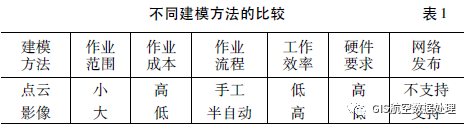 不同建模方法的比较 表1
建模方法 作业范围 作业成本 作业流程 工作效率 硬件要求 网络发布
点云 小 高 手工 低 高 不支持
影像 大 低 半自动 高 低 支持
GIS航空数据处理